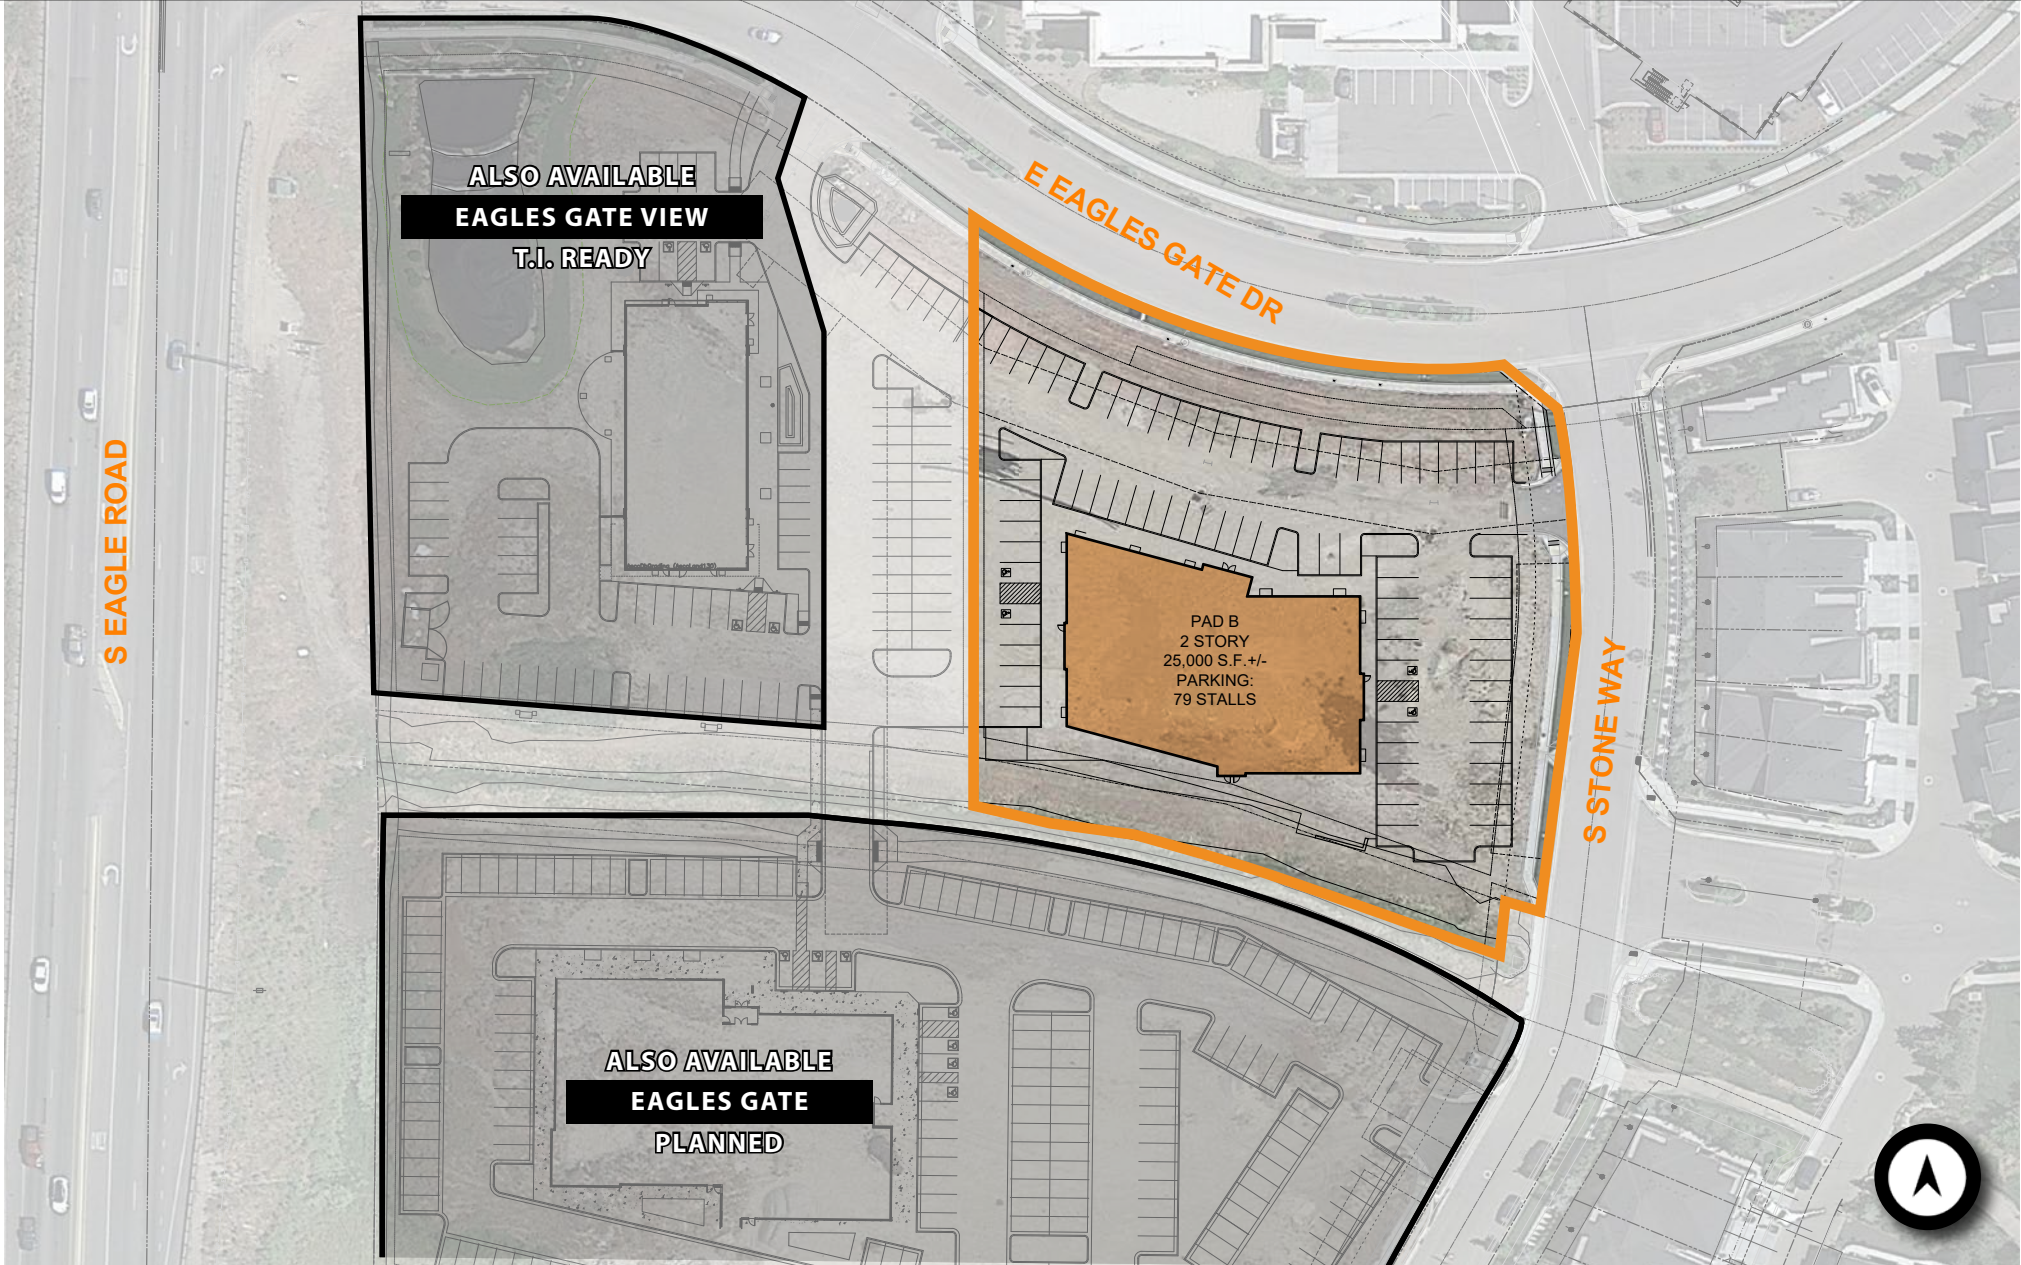 ALSO AVAILABLE
EAGLES GATE VIEW
T.I. READY
E EAGLES GATE DR
S EAGLE ROAD
PAD B
2 STORY
25,000 S.F.+/-
PARKING:
79 STALLS
S STONE WAY
ALSO AVAILABLE
EAGLES GATE
PLANNED